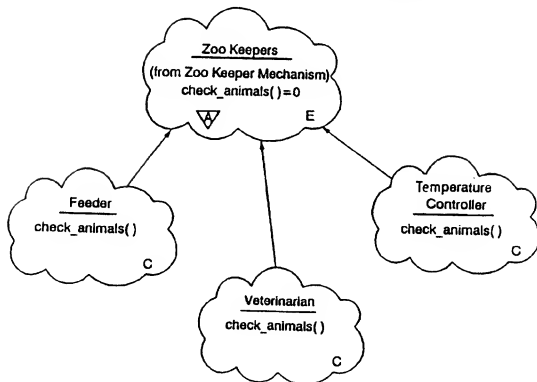 Zoo Keepers
(from Zoo Keeper Mechanism)
check_animals( ) = 0
A
E
Feeder
check_animals( )
C
Temperature
Controller
check_animals( )
C
Veterinarian
check_animals( )
C